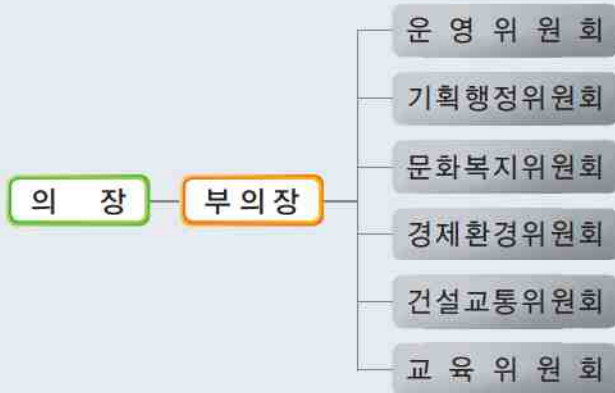 의 장
부의장
운 영 위 원 회
기획행정위원회
문화복지위원회
경제환경위원회
건설교통위원회
교 육 위 원 회